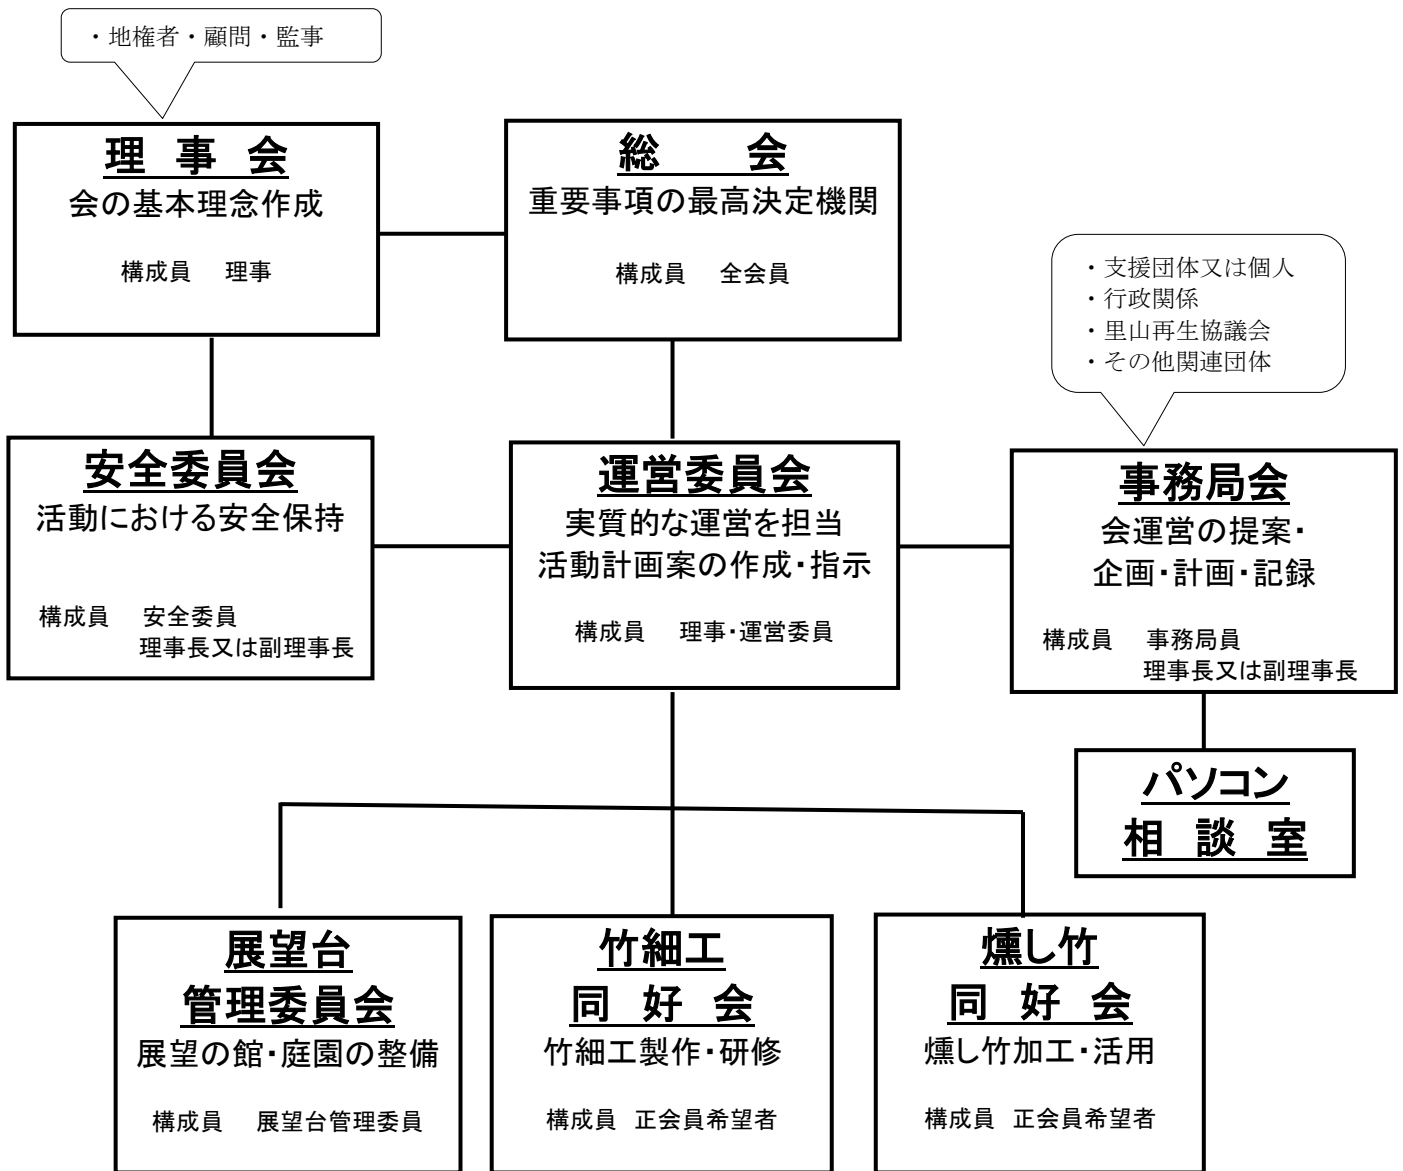 ・地権者・顧問・監事
理　事　会
会の基本理念作成
構成員　理事
総　　会
重要事項の最高決定機関
構成員　全会員
・支援団体又は個人
・行政関係
・里山再生協議会
・その他関連団体
安全委員会
活動における安全保持
構成員　安全委員
理事長又は副理事長
運営委員会
実質的な運営を担当
活動計画案の作成・指示
構成員　理事・運営委員
事務局会
会運営の提案・
企画・計画・記録
構成員　事務局員
理事長又は副理事長
パソコン
相　談　室
展望台
管理委員会
展望の館・庭園の整備
構成員　展望台管理委員
竹細工
同　好　会
竹細工製作・研修
構成員　正会員希望者
燻し竹
同　好　会
燻し竹加工・活用
構成員　正会員希望者